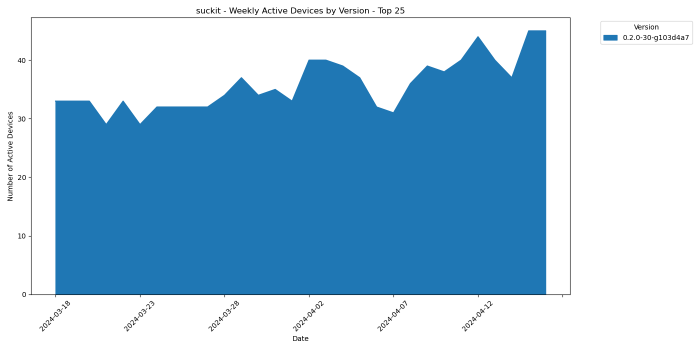 suckit - Weekly Active Devices by Version - Top 25
Version
0.2.0-30-g103d4a7
Number of Active Devices
40
30
20
10
0
2024-03-18
2024-03-23
2024-03-28
2024-04-02
2024-04-07
2024-04-12
Date